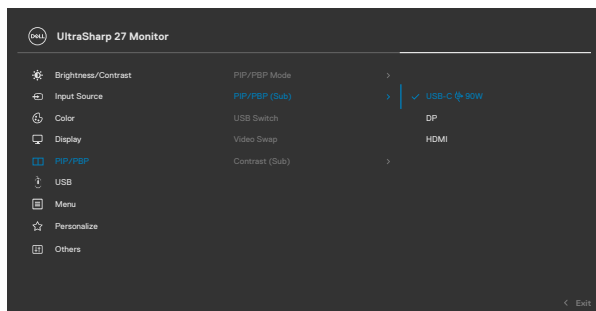 DELL UltraSharp 27 Monitor
Brightness/Contrast PIP/PBP Mode
Input Source PIP/PBP (Sub) USB-C 90W
Color USB Switch DP
Display Video Swap HDMI
PIP/PBP Contrast (Sub)
USB
Menu
Personalize
Others
Exit